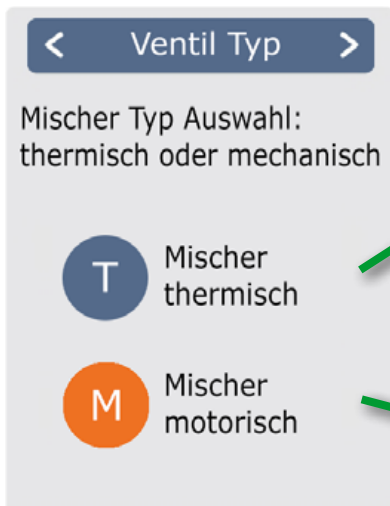 < Ventil Typ >
Mischer Typ Auswahl:
thermisch oder mechanisch
T
Mischer
thermisch
M
Mischer
motorisch